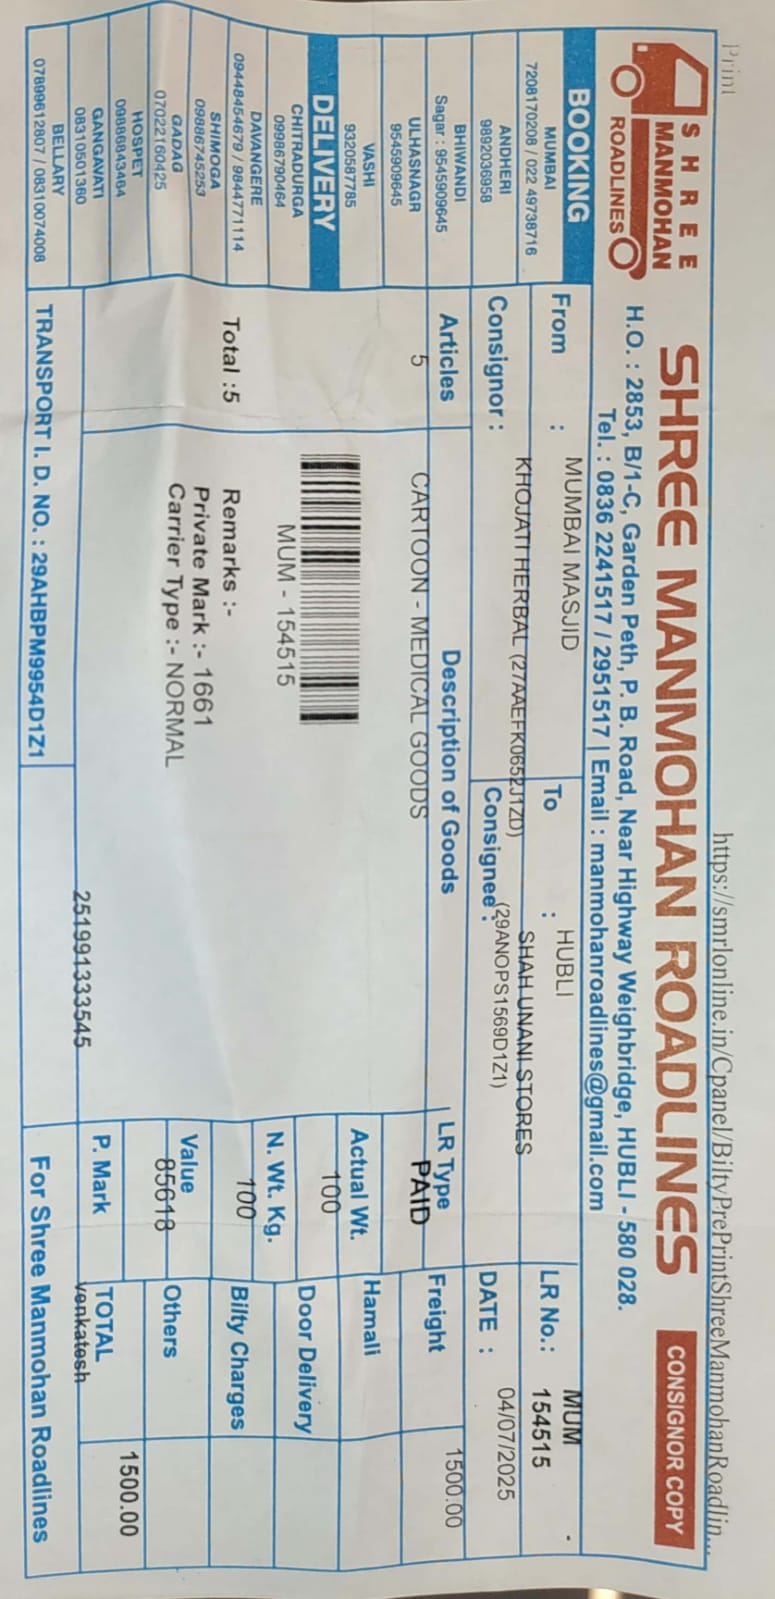 Print
https://smrlonline.in/Cpanel/BiltyPrePrintShreeManmohanRoadlin...
SHREE
MANMOHAN
ROADLINES
SHREE MANMOHAN ROADLINES
CONSIGNOR COPY
H.O. : 2853, B/1-C, Garden Peth, P. B. Road, Near Highway Weighbridge, HUBLI - 580 028.
Tel. : 0836 2241517 / 2951517 | Email : manmohanroadlines@gmail.com
BOOKING
MUMBAI
7208170208 / 022 49738716
ANDHERI
9892036958
BHIWANDI
Sagar : 9545909645
ULHASNAGR
9545909645
VASHI
9320587785
DELIVERY
CHITRADURGA
09986790464
DAVANGERE
09448454679 / 9844771114
SHIMOGA
09886745253
GADAG
07022160425
HOSPET
09886843464
GANGAVATI
08310501380
BELLARY
07899612807 / 08310074008
From : MUMBAI MASJID
To : HUBLI
LR No.: MUM
154515
Consignor :
KHOJATI HERBAL (27AAEFK0652J1ZD)
Consignee :
SHAH UNANI STORES
(29ANOPS1569D1Z1)
DATE : 04/07/2025
Articles
Description of Goods
LR Type
PAID
Freight
1500.00
5
CARTOON - MEDICAL GOODS
Actual Wt.
100
Hamali
MUM - 154515
N. Wt. Kg.
100
Door Delivery
Total :5
Remarks :-
Private Mark :- 1661
Carrier Type :- NORMAL
Bilty Charges
Value
85618
Others
251991333545
P. Mark
TOTAL
1500.00
venkatesh
TRANSPORT I. D. NO. : 29AHBPM9954D1Z1
For Shree Manmohan Roadlines